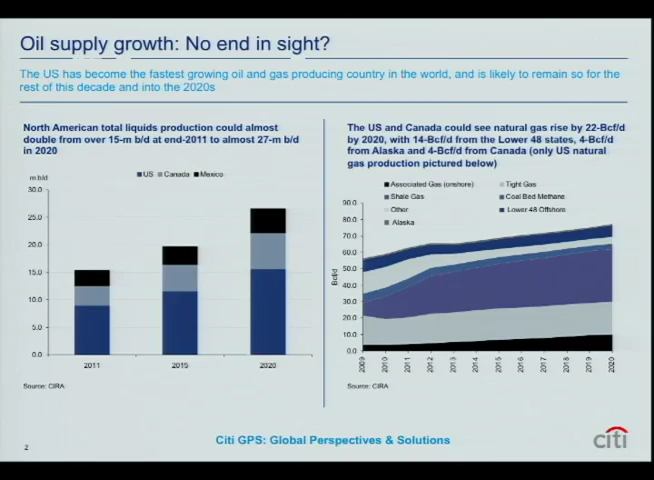 Oil supply growth: No end in sight?
The US has become the fastest growing oil and gas producing country in the world, and is likely to remain so for the
rest of this decade and into the 2020s
North American total liquids production could almost
double from over 15-m b/d at end-2011 to almost 27-m b/d
in 2020
m b/d
US Canada Mexico
30.0
25.0
20.0
15.0
10.0
5.0
0.0
2011 2015 2020
Source: CIRA
The US and Canada could see natural gas rise by 22-Bcf/d
by 2020, with 14-Bcf/d from the Lower 48 states, 4-Bcf/d
from Alaska and 4-Bcf/d from Canada (only US natural
gas production pictured below)
Associated Gas (onshore) Tight Gas
Shale Gas Coal Bed Methane
Other Lower 48 Offshore
Alaska
Bcf/d
90.0
80.0
70.0
60.0
50.0
40.0
30.0
20.0
10.0
0.0
2009 2010 2011 2012 2013 2014 2015 2016 2017 2018 2019 2020
Source: CIRA
2
Citi GPS: Global Perspectives & Solutions
citi